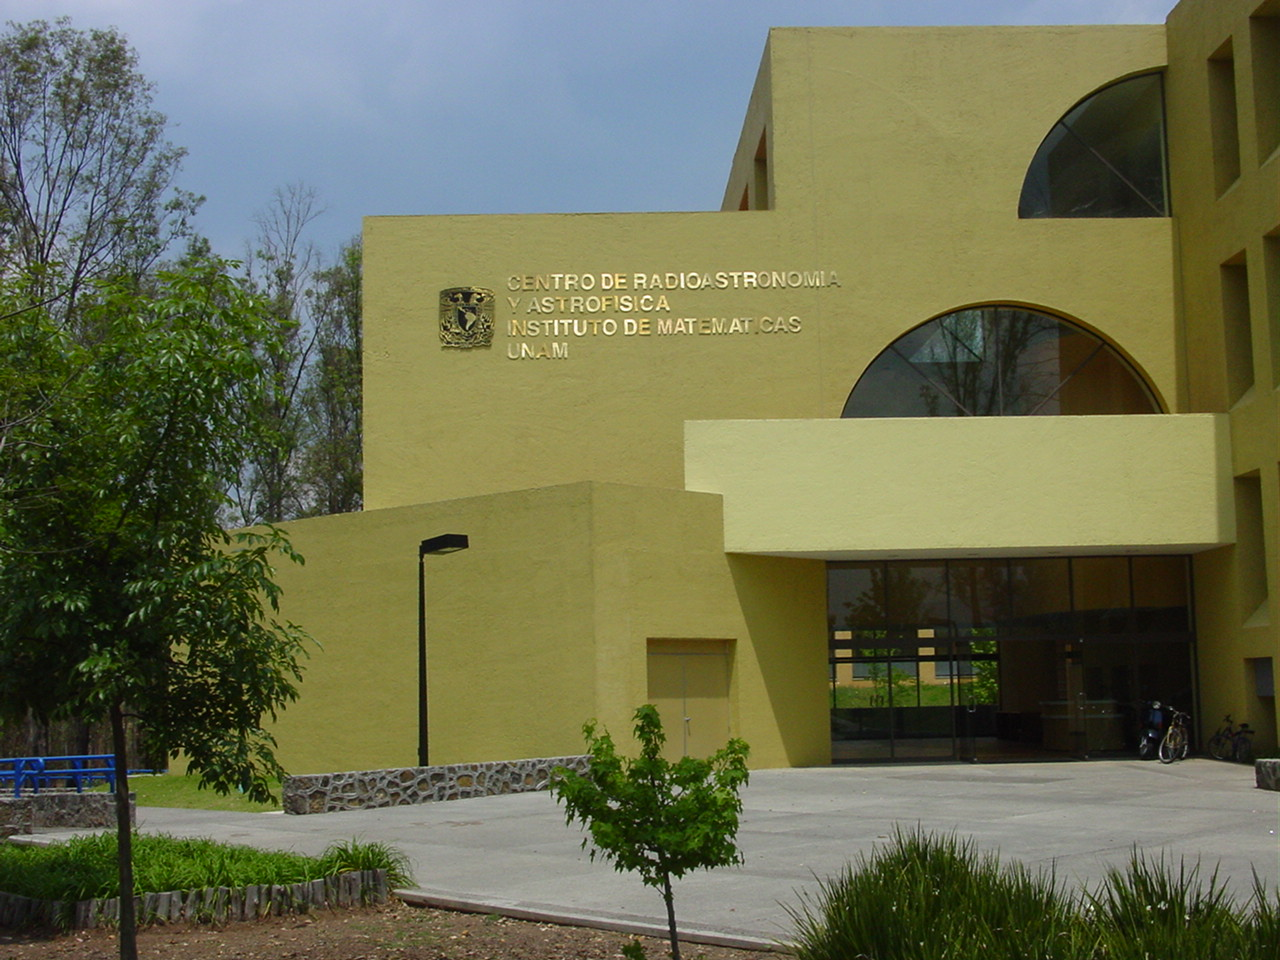 CENTRO DE RADIOASTRONOMIA
Y ASTROFISICA
INSTITUTO DE MATEMATICAS
UNAM